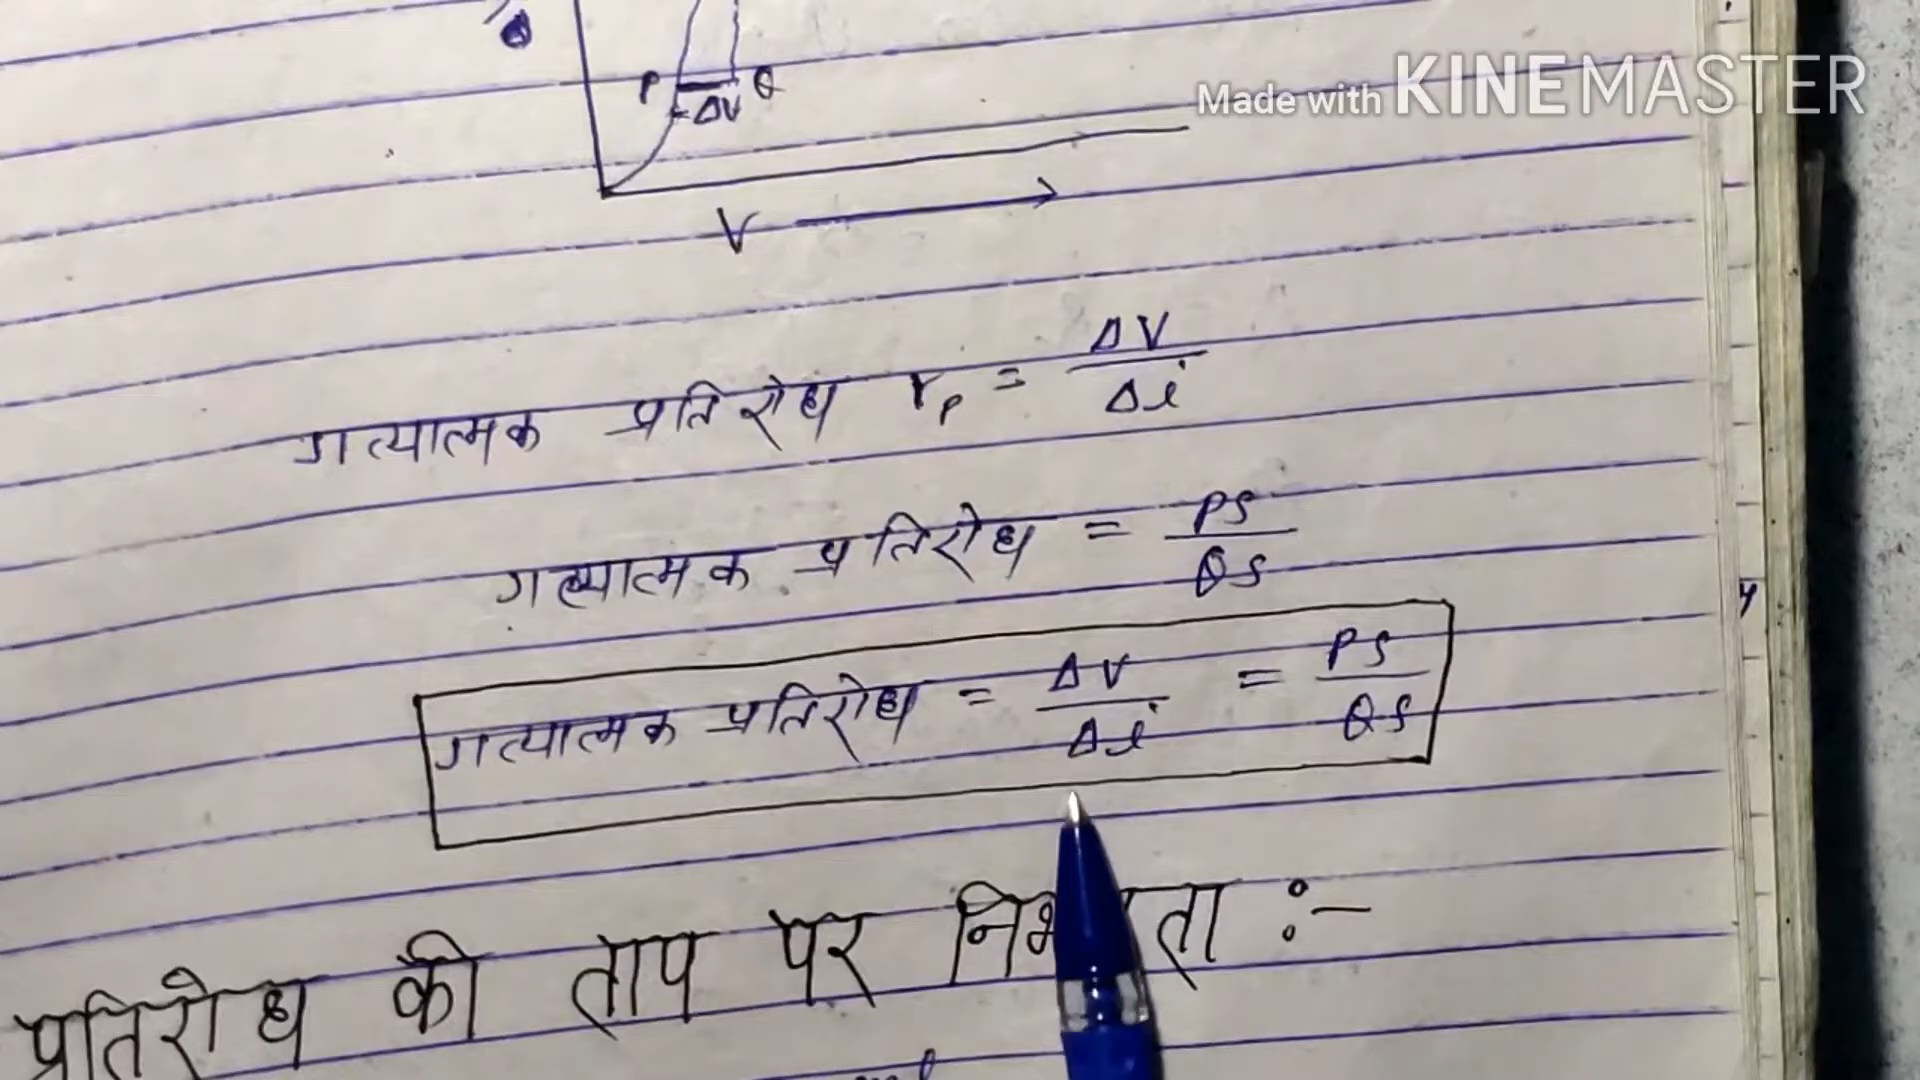 Made with KINEMASTER
P Q
= ΔV
V
गत्यात्मक प्रतिरोध rₚ = ΔV / Δi
गत्यात्मक प्रतिरोध = PS / QS
गत्यात्मक प्रतिरोध = ΔV / Δi = PS / QS
प्रतिरोध की ताप पर :-